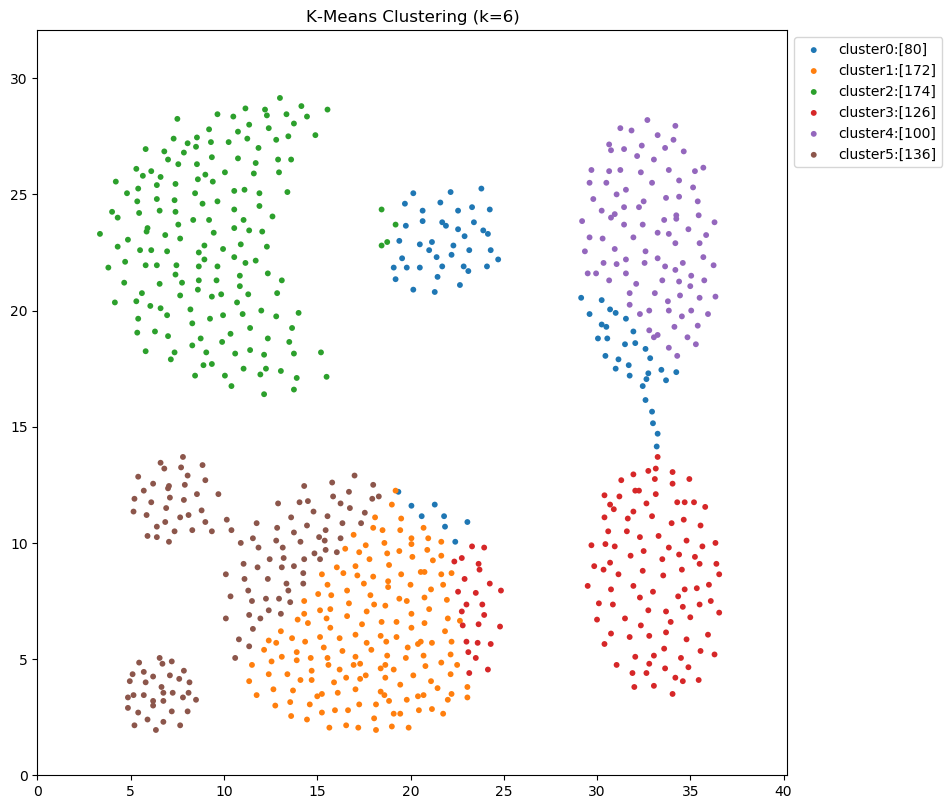 K-Means Clustering (k=6)
cluster0:[80]
cluster1:[172]
cluster2:[174]
cluster3:[126]
cluster4:[100]
cluster5:[136]
30
25
20
15
10
5
0
0 5 10 15 20 25 30 35 40